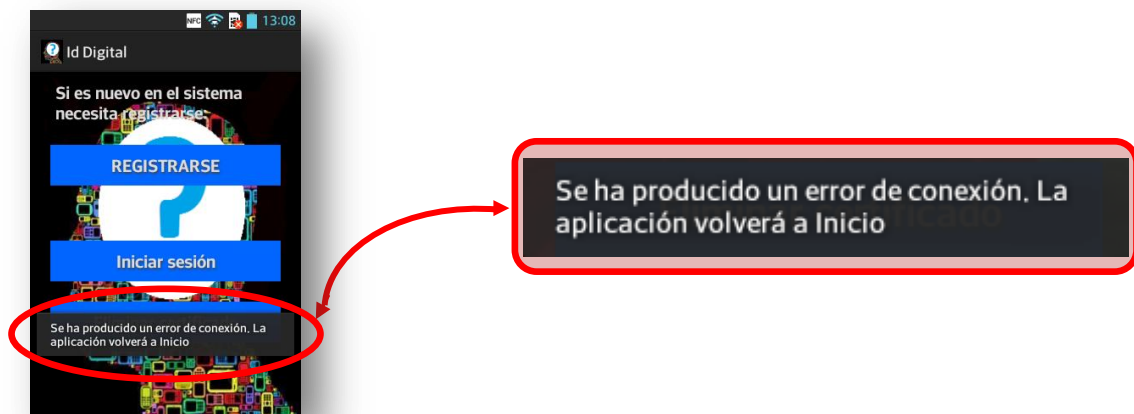 NFC 13:08
Id Digital
Si es nuevo en el sistema
necesita registrarse:
REGISTRARSE
Iniciar sesión
Se ha producido un error de conexión. La
aplicación volverá a Inicio
Se ha producido un error de conexión. La
aplicación volverá a Inicio